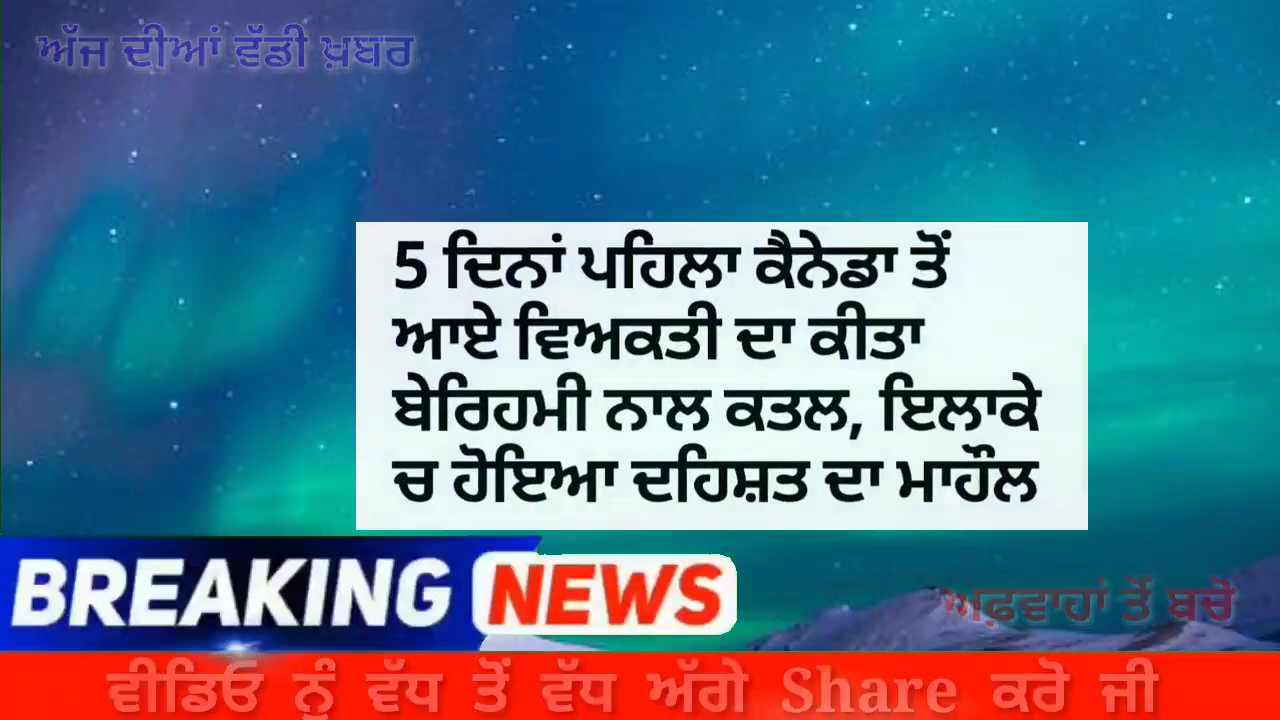 ਅੱਜ ਦੀਆਂ ਵੱਡੀ ਖ਼ਬਰ
5 ਦਿਨਾਂ ਪਹਿਲਾ ਕੈਨੇਡਾ ਤੋਂ
ਆਏ ਵਿਅਕਤੀ ਦਾ ਕੀਤਾ
ਬੇਰਿਹਮੀ ਨਾਲ ਕਤਲ, ਇਲਾਕੇ
ਚ ਹੋਇਆ ਦਹਿਸ਼ਤ ਦਾ ਮਾਹੌਲ
BREAKING NEWS
ਅਫ਼ਵਾਹਾਂ ਤੋਂ ਬਚੋ
ਵੀਡਿਓ ਨੂੰ ਵੱਧ ਤੋਂ ਵੱਧ ਅੱਗੇ Share ਕਰੋ ਜੀ